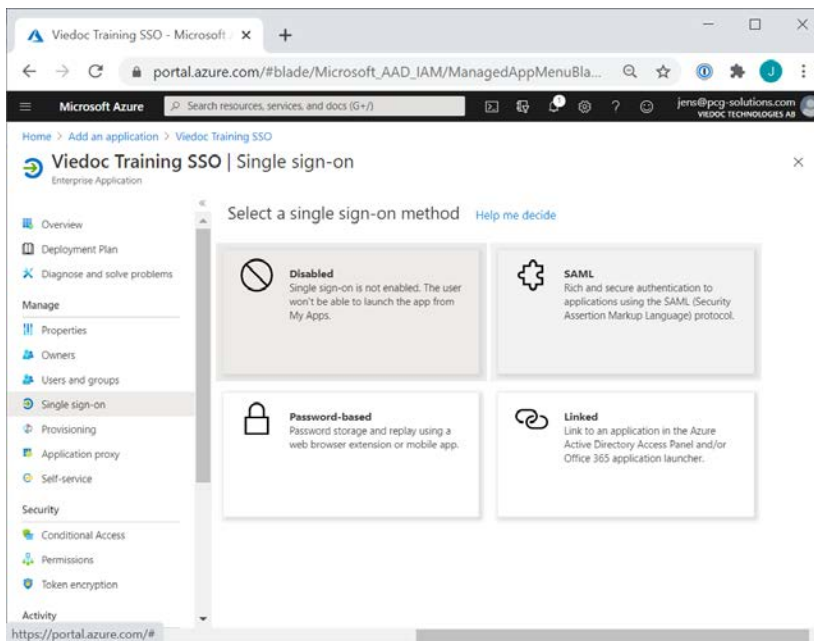 Viedoc Training SSO - Microsoft
portal.azure.com/#blade/Microsoft_AAD_IAM/ManagedAppMenuBla...
J
Microsoft Azure
Search resources, services, and docs (G+/)
1
?
jens@pcg-solutions.com
VIEDOC TECHNOLOGIES AB
Home > Add an application > Viedoc Training SSO
Viedoc Training SSO | Single sign-on
Enterprise Application
Overview
Deployment Plan
Diagnose and solve problems
Manage
Properties
Owners
Users and groups
Single sign-on
Provisioning
Application proxy
Self-service
Security
Conditional Access
Permissions
Token encryption
Activity
Select a single sign-on method Help me decide
Disabled
Single sign-on is not enabled. The user
won't be able to launch the app from
My Apps.
SAML
Rich and secure authentication to
applications using the SAML (Security
Assertion Markup Language) protocol.
Password-based
Password storage and replay using a
web browser extension or mobile app.
Linked
Link to an application in the Azure
Active Directory Access Panel and/or
Office 365 application launcher.
https://portal.azure.com/#